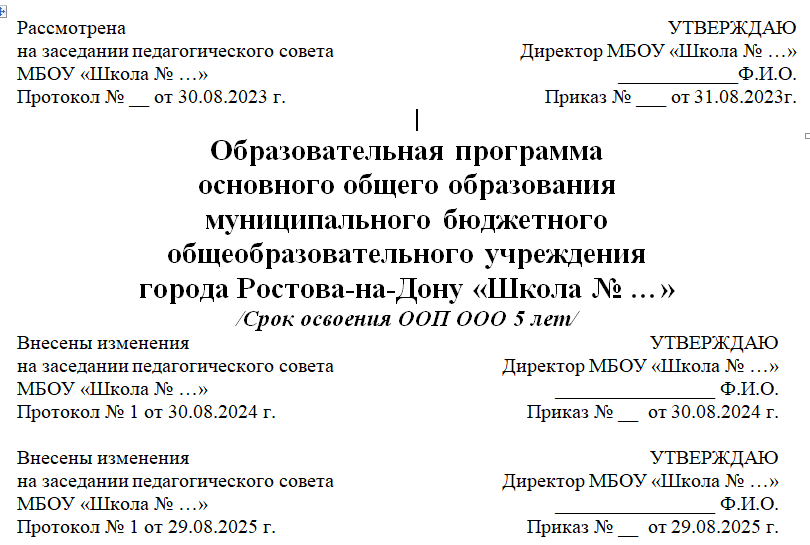 Рассмотрена УТВЕРЖДАЮ
на заседании педагогического совета Директор МБОУ «Школа № …»
МБОУ «Школа № …» _____________Ф.И.О.
Протокол № __ от 30.08.2023 г. Приказ № ___ от 31.08.2023г.
Образовательная программа
основного общего образования
муниципального бюджетного
общеобразовательного учреждения
города Ростова-на-Дону «Школа № …»
/Срок освоения ООП ООО 5 лет/
Внесены изменения УТВЕРЖДАЮ
на заседании педагогического совета Директор МБОУ «Школа № …»
МБОУ «Школа № …» _________________ Ф.И.О.
Протокол № 1 от 30.08.2024 г. Приказ № __ от 30.08.2024 г.
Внесены изменения УТВЕРЖДАЮ
на заседании педагогического совета Директор МБОУ «Школа № …»
МБОУ «Школа № …» _________________ Ф.И.О.
Протокол № 1 от 29.08.2025 г. Приказ № __ от 29.08.2025 г.